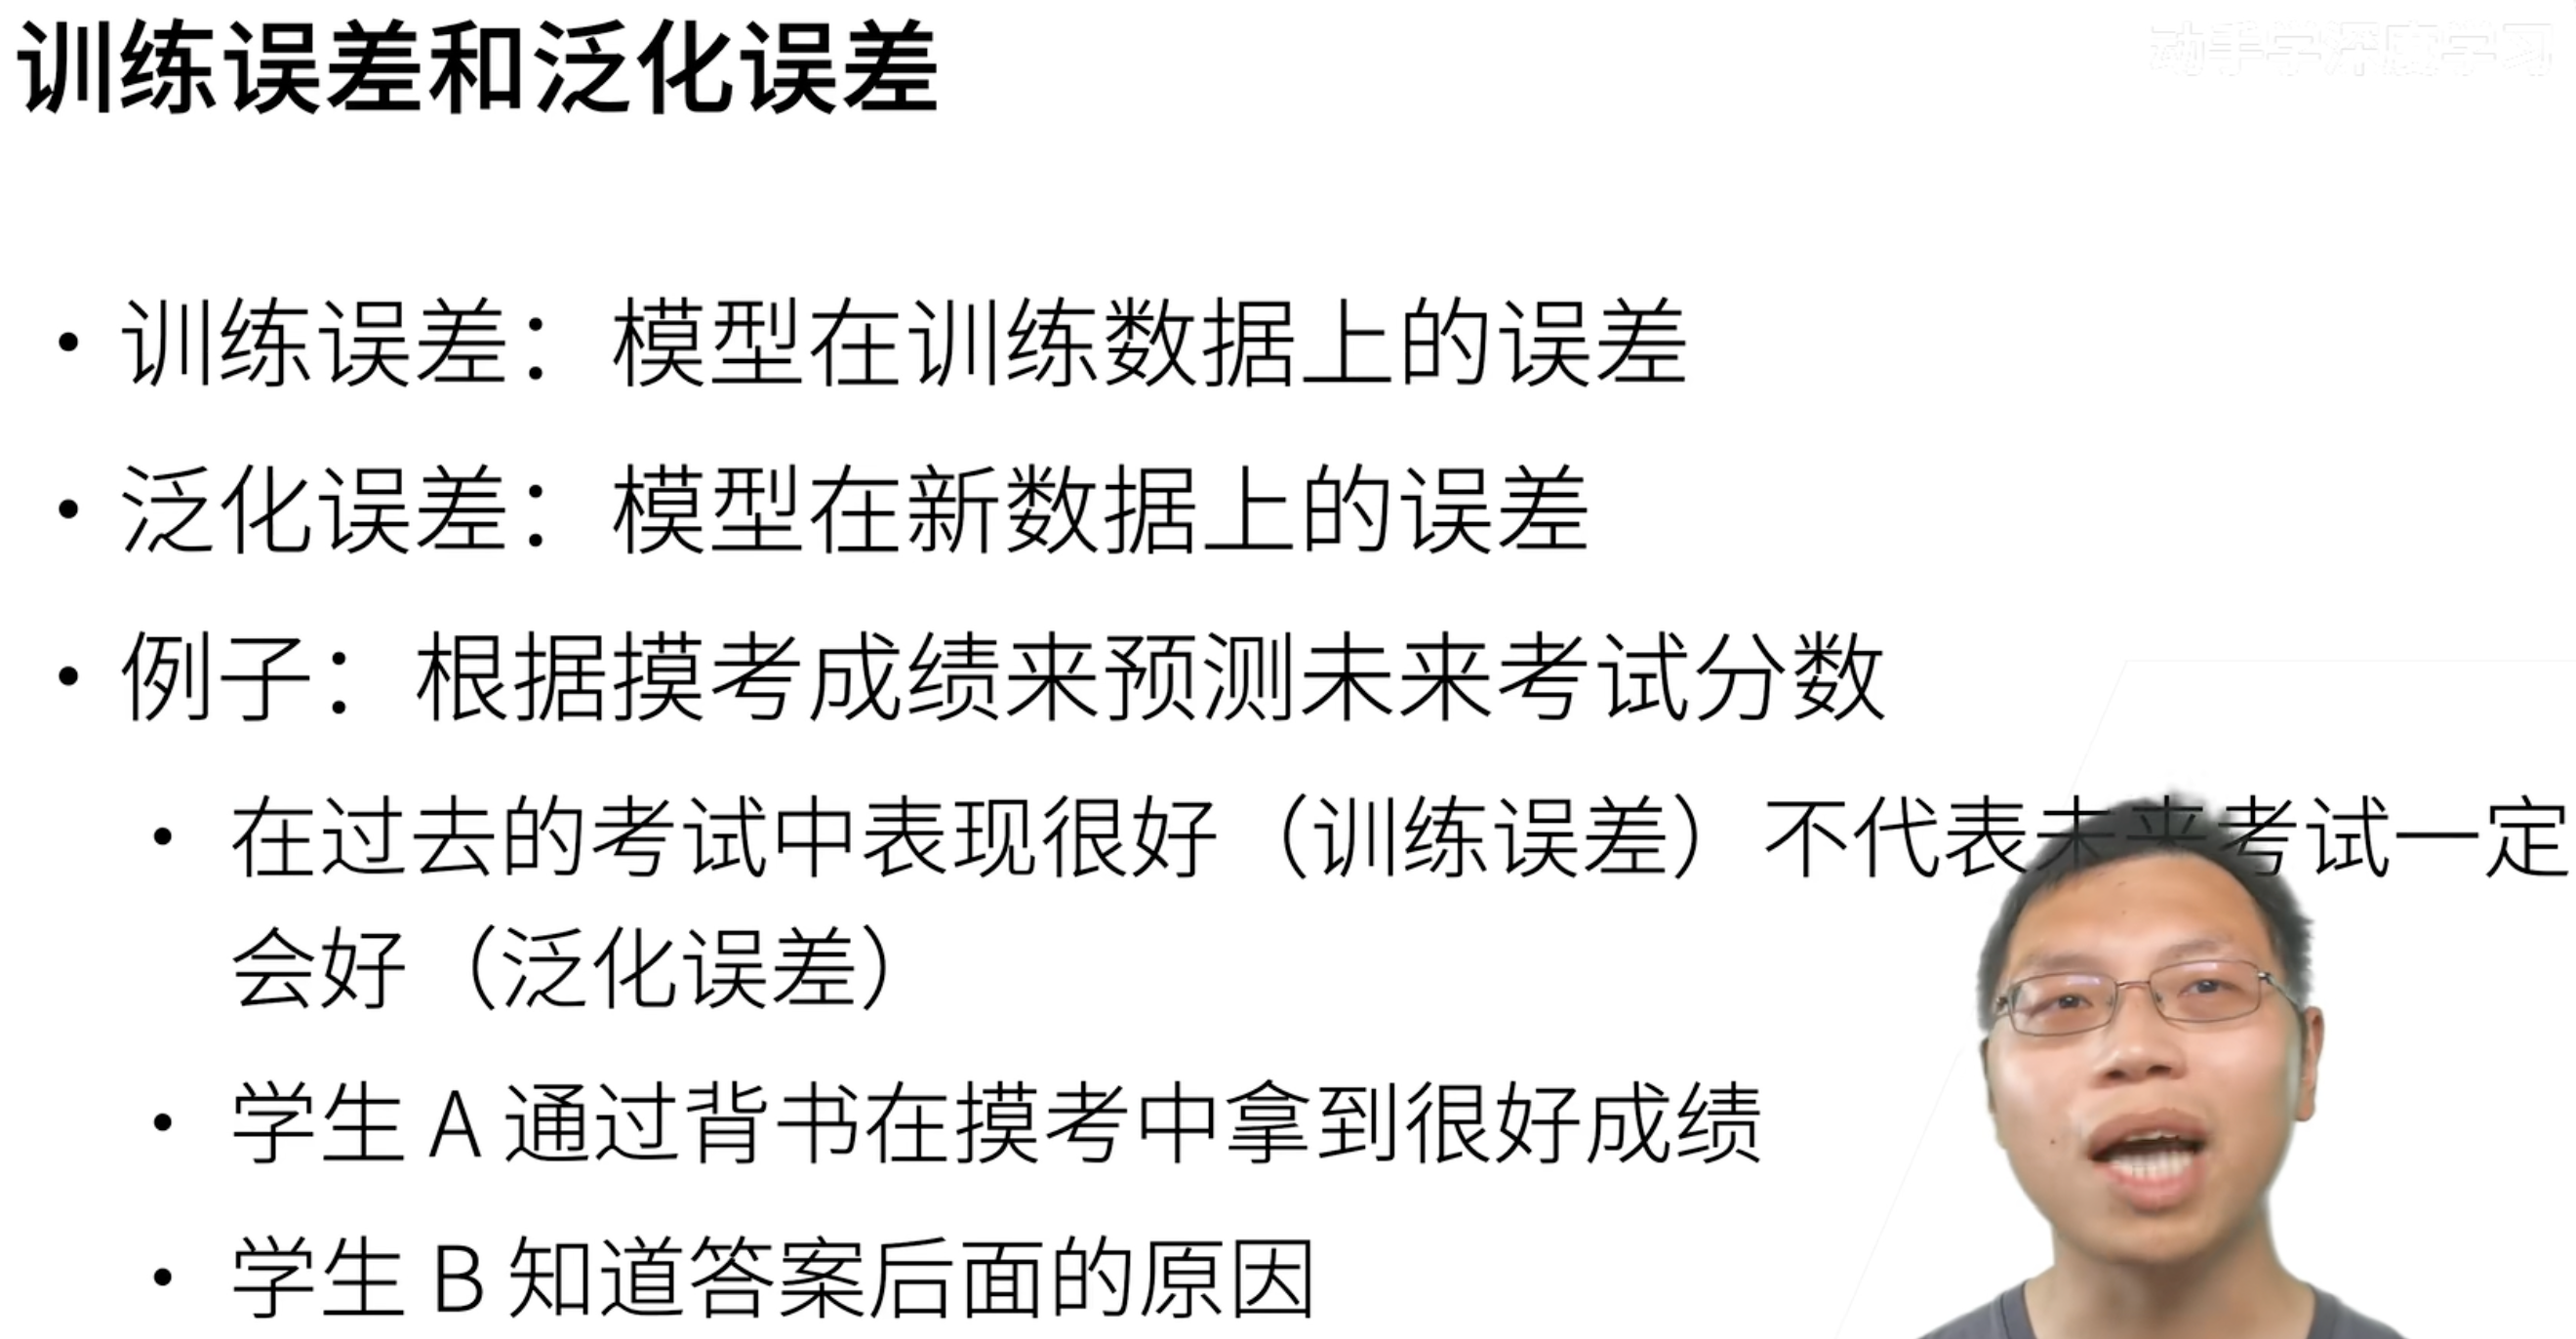 训练误差和泛化误差
动手学深度学习
• 训练误差：模型在训练数据上的误差
• 泛化误差：模型在新数据上的误差
• 例子：根据摸考成绩来预测未来考试分数
• 在过去的考试中表现很好（训练误差）不代表未来考试一定
会好（泛化误差）
• 学生 A 通过背书在摸考中拿到很好成绩
• 学生 B 知道答案后面的原因